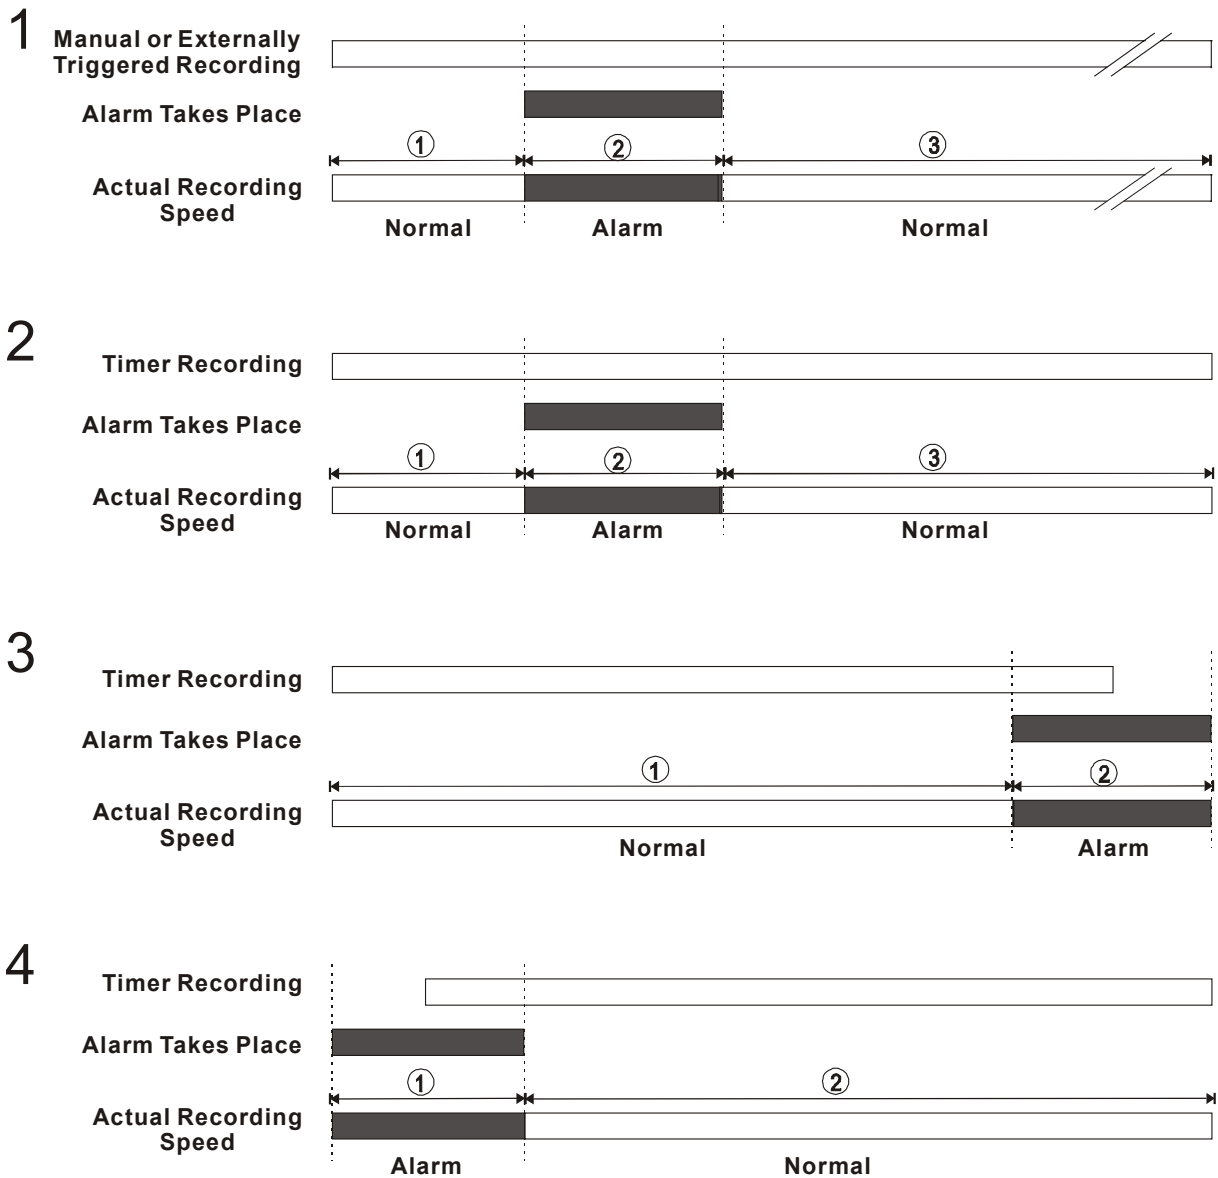 1
Manual or Externally
Triggered Recording
Alarm Takes Place
① ② ③
Actual Recording
Speed
Normal Alarm Normal
2
Timer Recording
Alarm Takes Place
① ② ③
Actual Recording
Speed
Normal Alarm Normal
3
Timer Recording
Alarm Takes Place
① ②
Actual Recording
Speed
Normal Alarm
4
Timer Recording
Alarm Takes Place
① ②
Actual Recording
Speed
Alarm Normal